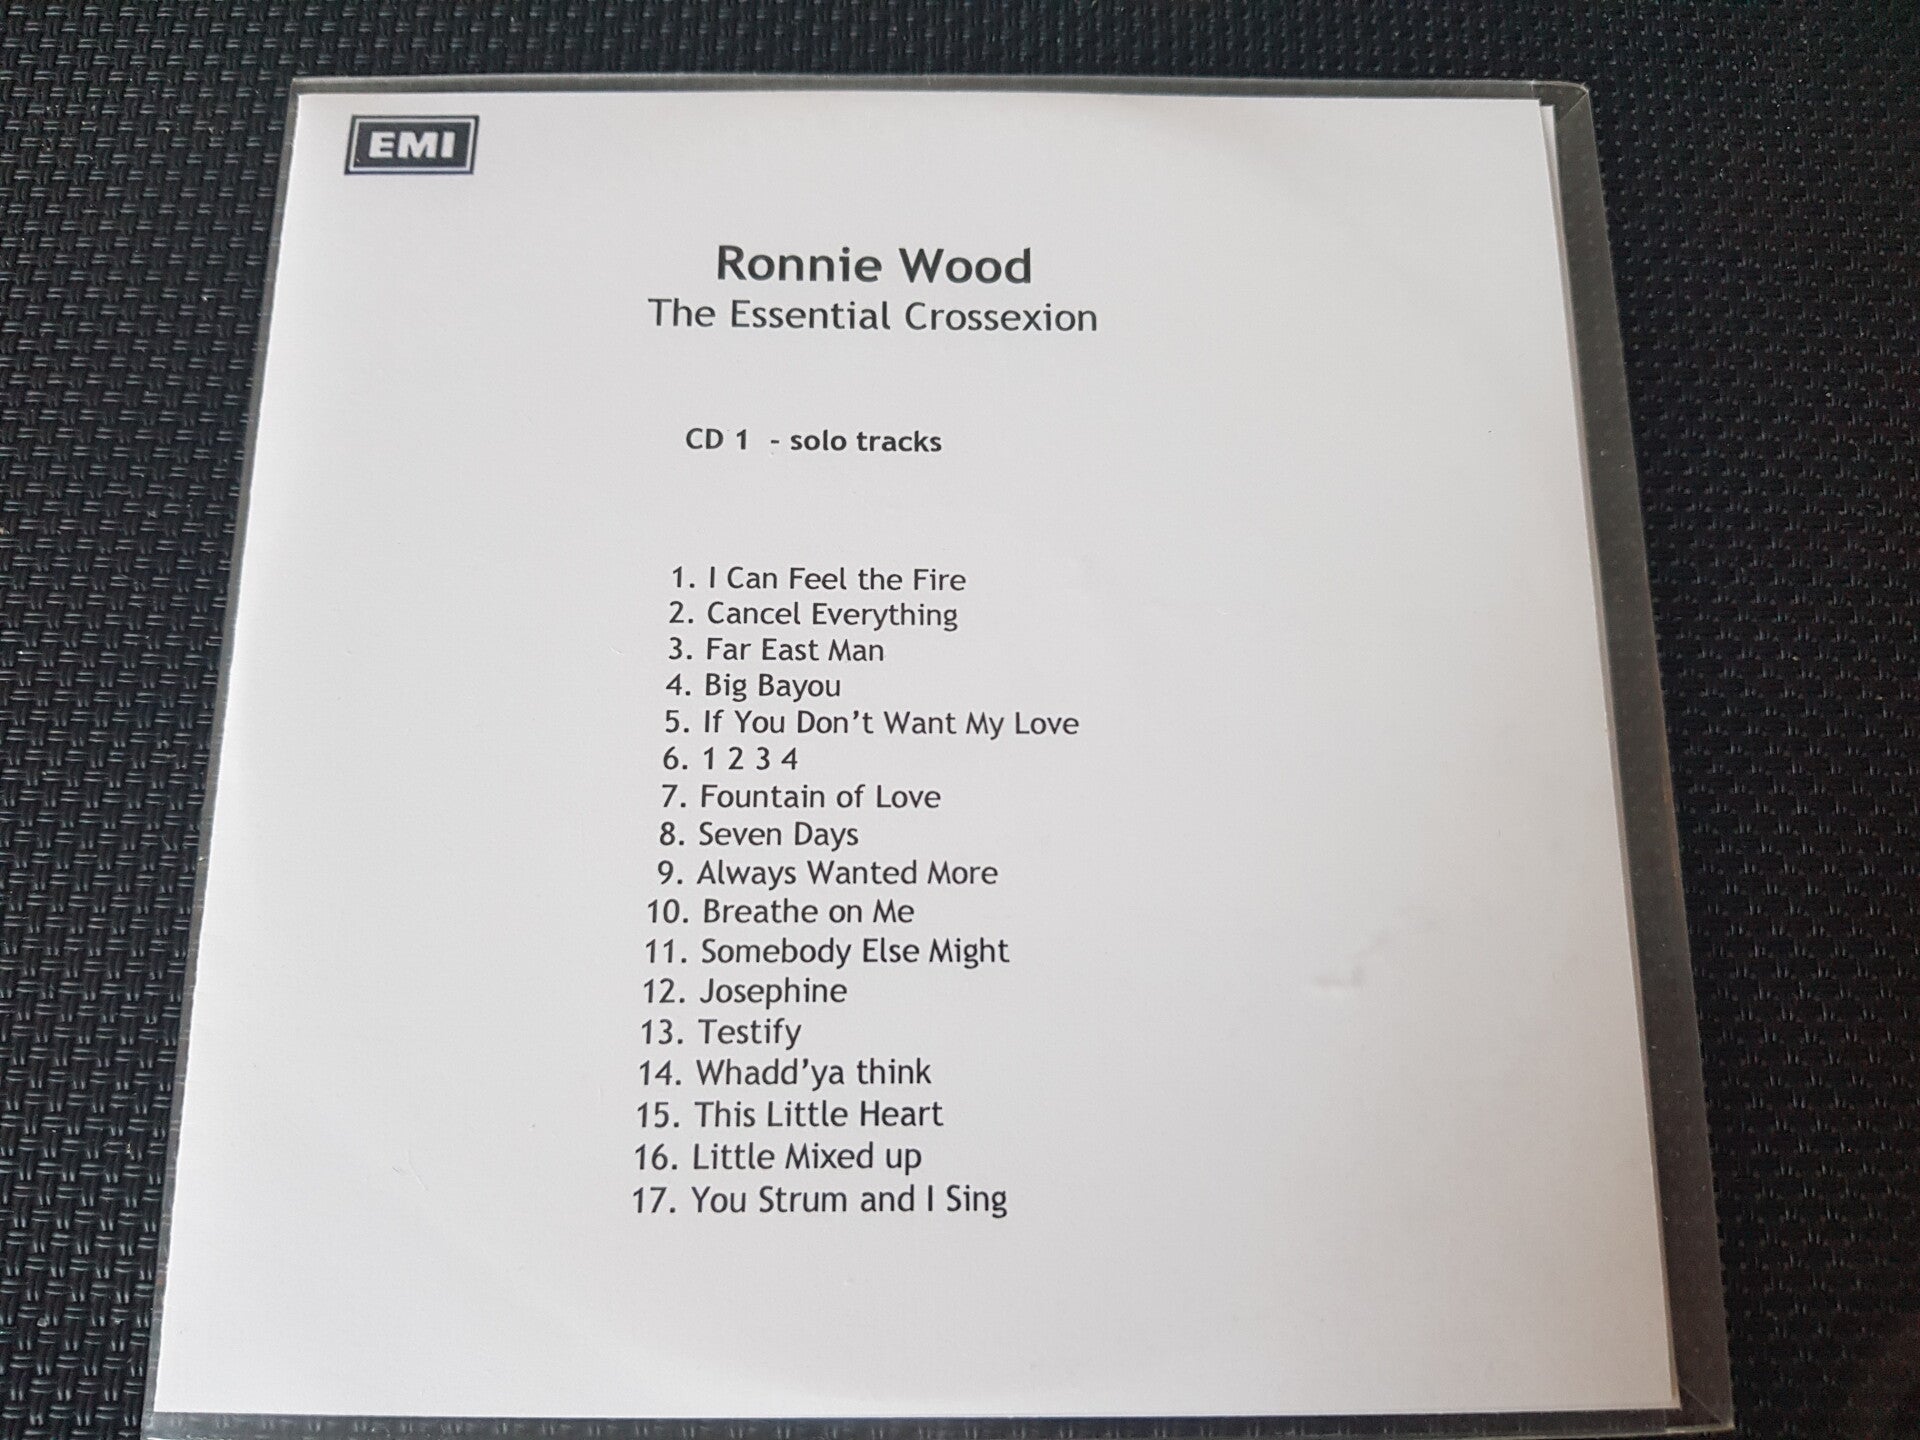 EMI
Ronnie Wood
The Essential Crossexion
CD 1 - solo tracks
1. I Can Feel the Fire
2. Cancel Everything
3. Far East Man
4. Big Bayou
5. If You Don't Want My Love
6. 1 2 3 4
7. Fountain of Love
8. Seven Days
9. Always Wanted More
10. Breathe on Me
11. Somebody Else Might
12. Josephine
13. Testify
14. Whadd'ya think
15. This Little Heart
16. Little Mixed up
17. You Strum and I Sing